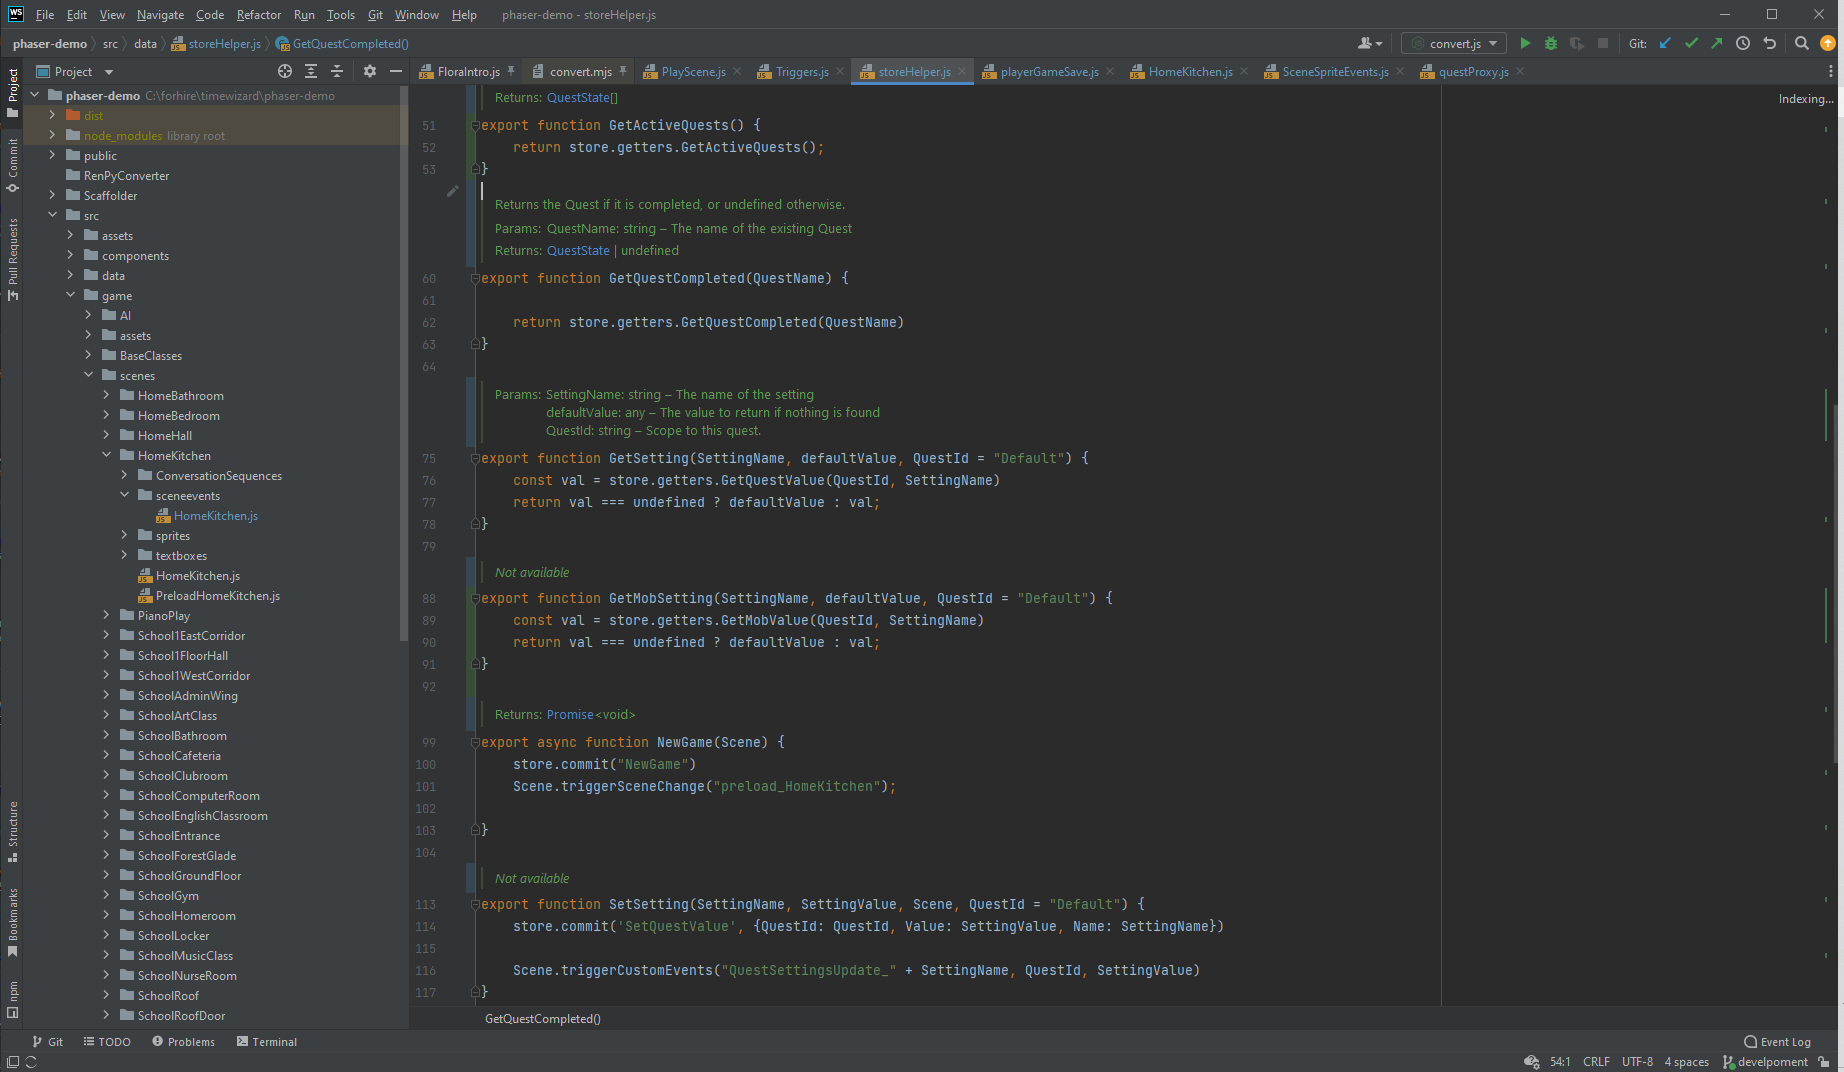 WS File Edit View Navigate Code Refactor Run Tools Git Window Help phaser-demo - storeHelper.js
phaser-demo src data storeHelper.js GetQuestCompleted() convert.js Git:
Project FloraIntro.js convert.mjs PlayScene.js Triggers.js storeHelper.js playerGameSave.js HomeKitchen.js SceneSpriteEvents.js questProxy.js
Project
Commit
Pull Requests
Structure
Bookmarks
npm
phaser-demo C:\forhire\timewizard\phaser-demo
dist
node_modules library root
public
RenPyConverter
Scaffolder
src
assets
components
data
game
AI
assets
BaseClasses
scenes
HomeBathroom
HomeBedroom
HomeHall
HomeKitchen
ConversationSequences
sceneevents
HomeKitchen.js
sprites
textboxes
HomeKitchen.js
PreloadHomeKitchen.js
PianoPlay
School1EastCorridor
School1FloorHall
School1WestCorridor
SchoolAdminWing
SchoolArtClass
SchoolBathroom
SchoolCafeteria
SchoolClubroom
SchoolComputerRoom
SchoolEnglishClassroom
SchoolEntrance
SchoolForestGlade
SchoolGroundFloor
SchoolGym
SchoolHomeroom
SchoolLocker
SchoolMusicClass
SchoolNurseRoom
SchoolRoof
SchoolRoofDoor
Indexing...
Returns: QuestState[]
51 export function GetActiveQuests() {
52 return store.getters.GetActiveQuests();
53 }
Returns the Quest if it is completed, or undefined otherwise.
Params: QuestName: string – The name of the existing Quest
Returns: QuestState | undefined
60 export function GetQuestCompleted(QuestName) {
61
62 return store.getters.GetQuestCompleted(QuestName)
63 }
64
Params: SettingName: string – The name of the setting
defaultValue: any – The value to return if nothing is found
QuestId: string – Scope to this quest.
75 export function GetSetting(SettingName, defaultValue, QuestId = "Default") {
76 const val = store.getters.GetQuestValue(QuestId, SettingName)
77 return val === undefined ? defaultValue : val;
78 }
79
Not available
88 export function GetMobSetting(SettingName, defaultValue, QuestId = "Default") {
89 const val = store.getters.GetMobValue(QuestId, SettingName)
90 return val === undefined ? defaultValue : val;
91 }
92
Returns: Promise<void>
99 export async function NewGame(Scene) {
100 store.commit("NewGame")
101 Scene.triggerSceneChange("preload_HomeKitchen");
102
103 }
104
Not available
113 export function SetSetting(SettingName, SettingValue, Scene, QuestId = "Default") {
114 store.commit('SetQuestValue', {QuestId: QuestId, Value: SettingValue, Name: SettingName})
115
116 Scene.triggerCustomEvents("QuestSettingsUpdate_" + SettingName, QuestId, SettingValue)
117 }
GetQuestCompleted()
Git TODO Problems Terminal Event Log
54:1 CRLF UTF-8 4 spaces develpoment